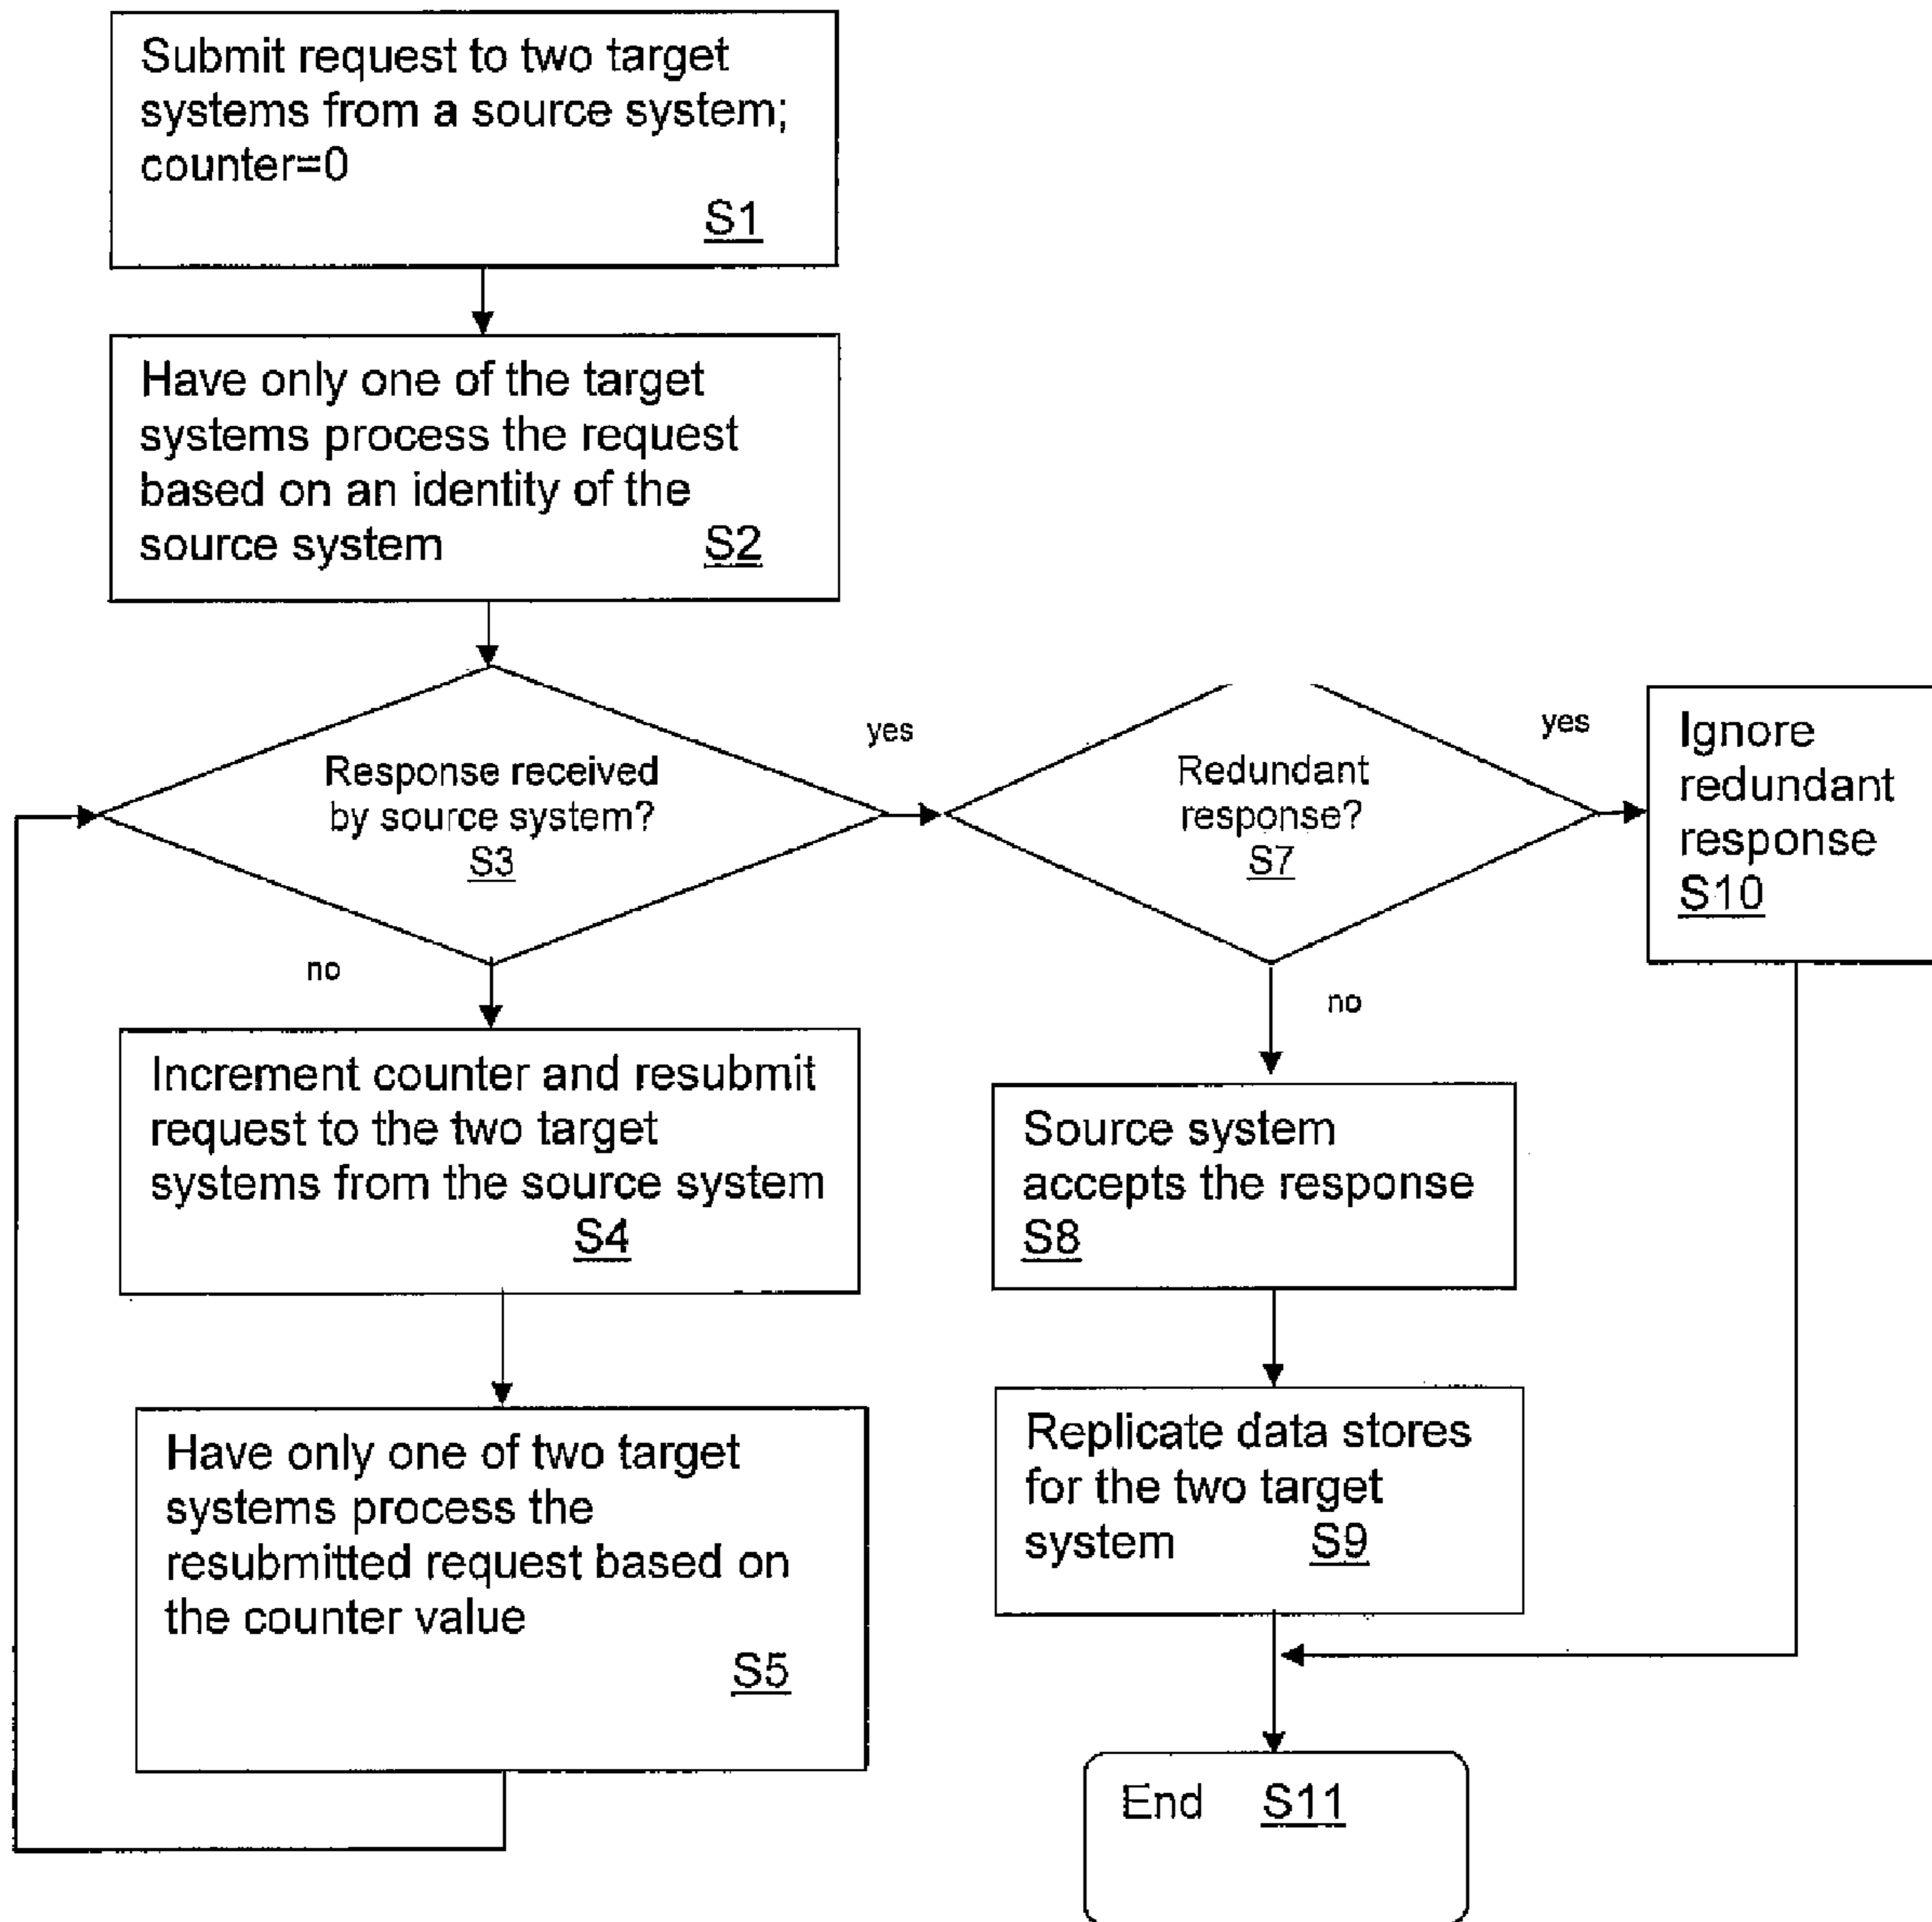 Submit request to two target
systems from a source system;
counter=0
S1
Have only one of the target
systems process the request
based on an identity of the
source system S2
Response received
by source system?
S3
yes
no
Redundant
response?
S7
yes
no
Ignore
redundant
response
S10
Increment counter and resubmit
request to the two target
systems from the source system
S4
Source system
accepts the response
S8
Have only one of two target
systems process the
resubmitted request based on
the counter value
S5
Replicate data stores
for the two target
system S9
End S11